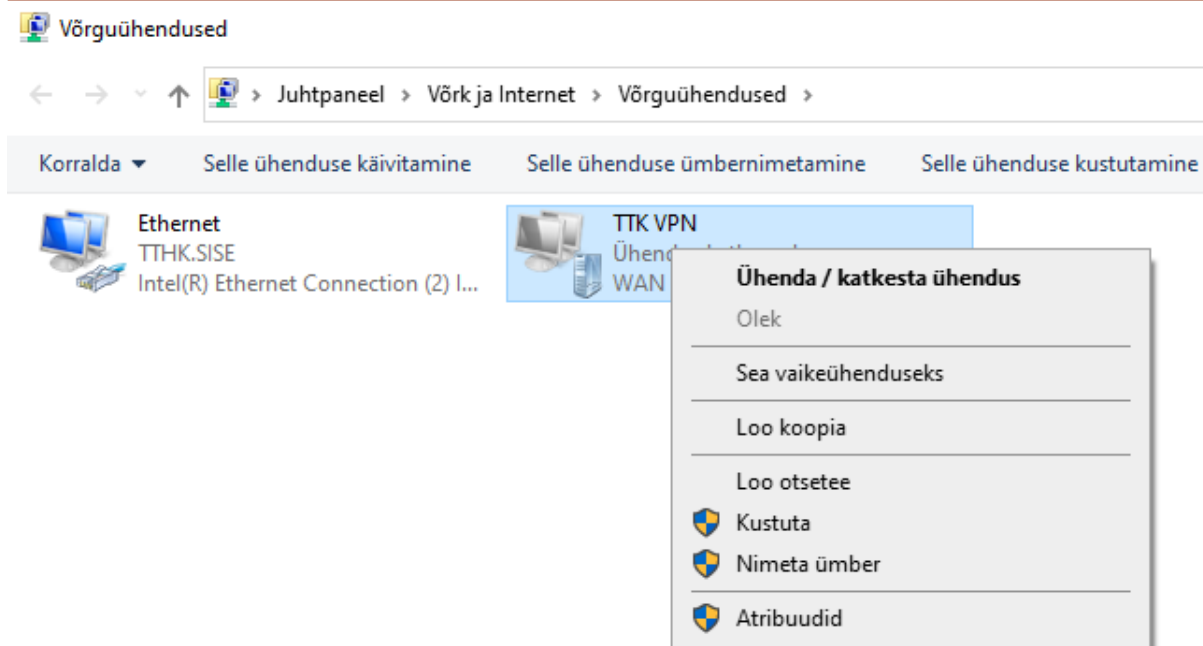 Võrguühendused
Juhtpaneel > Võrk ja Internet > Võrguühendused >
Korralda Selle ühenduse käivitamine Selle ühenduse ümbernimetamine Selle ühenduse kustutamine
Ethernet
TTHK.SISE
Intel(R) Ethernet Connection (2) I...
TTK VPN
WAN
Ühenda / katkesta ühendus
Olek
Sea vaikeühenduseks
Loo koopia
Loo otsetee
Kustuta
Nimeta ümber
Atribuudid